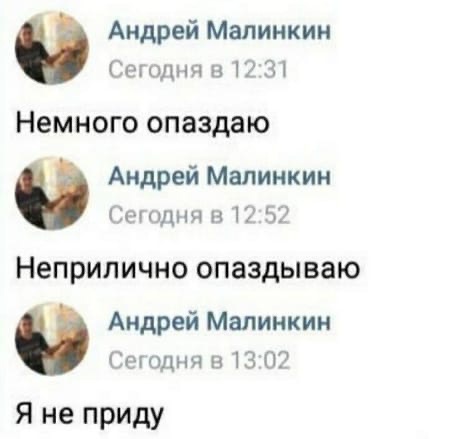 Андрей Малинкин
Сегодня в 12:31
Немного опаздаю
Андрей Малинкин
Сегодня в 12:52
Неприлично опаздываю
Андрей Малинкин
Сегодня в 13:02
Я не приду